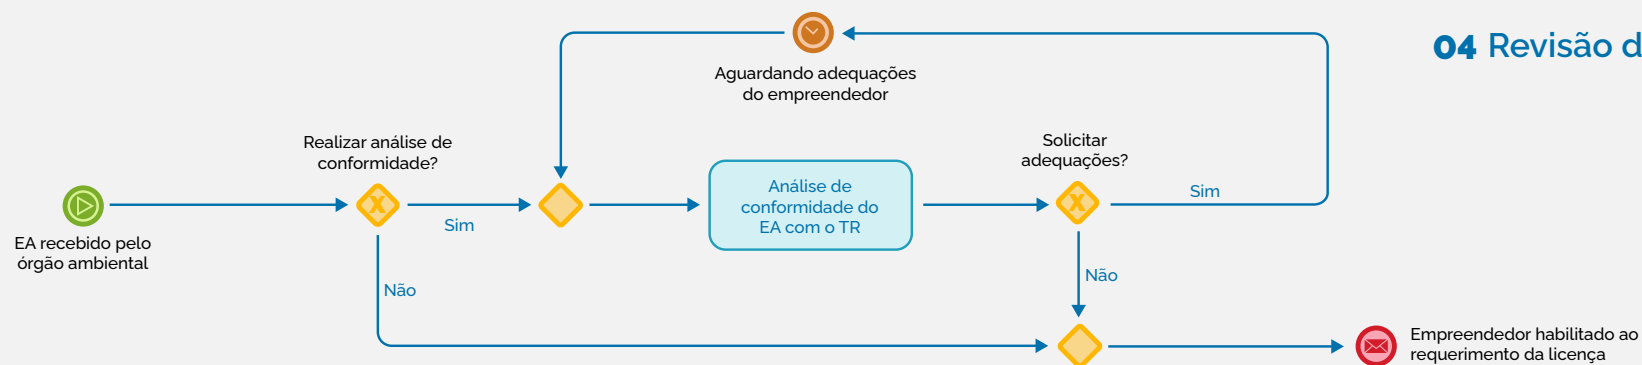 04 Revisão d
Aguardando adequações
do empreendedor
Realizar análise de
conformidade?
Solicitar
adequações?
Análise de
conformidade do
EA com o TR
Sim
Sim
EA recebido pelo
órgão ambiental
Não
Não
Empreendedor habilitado ao
requerimento da licença